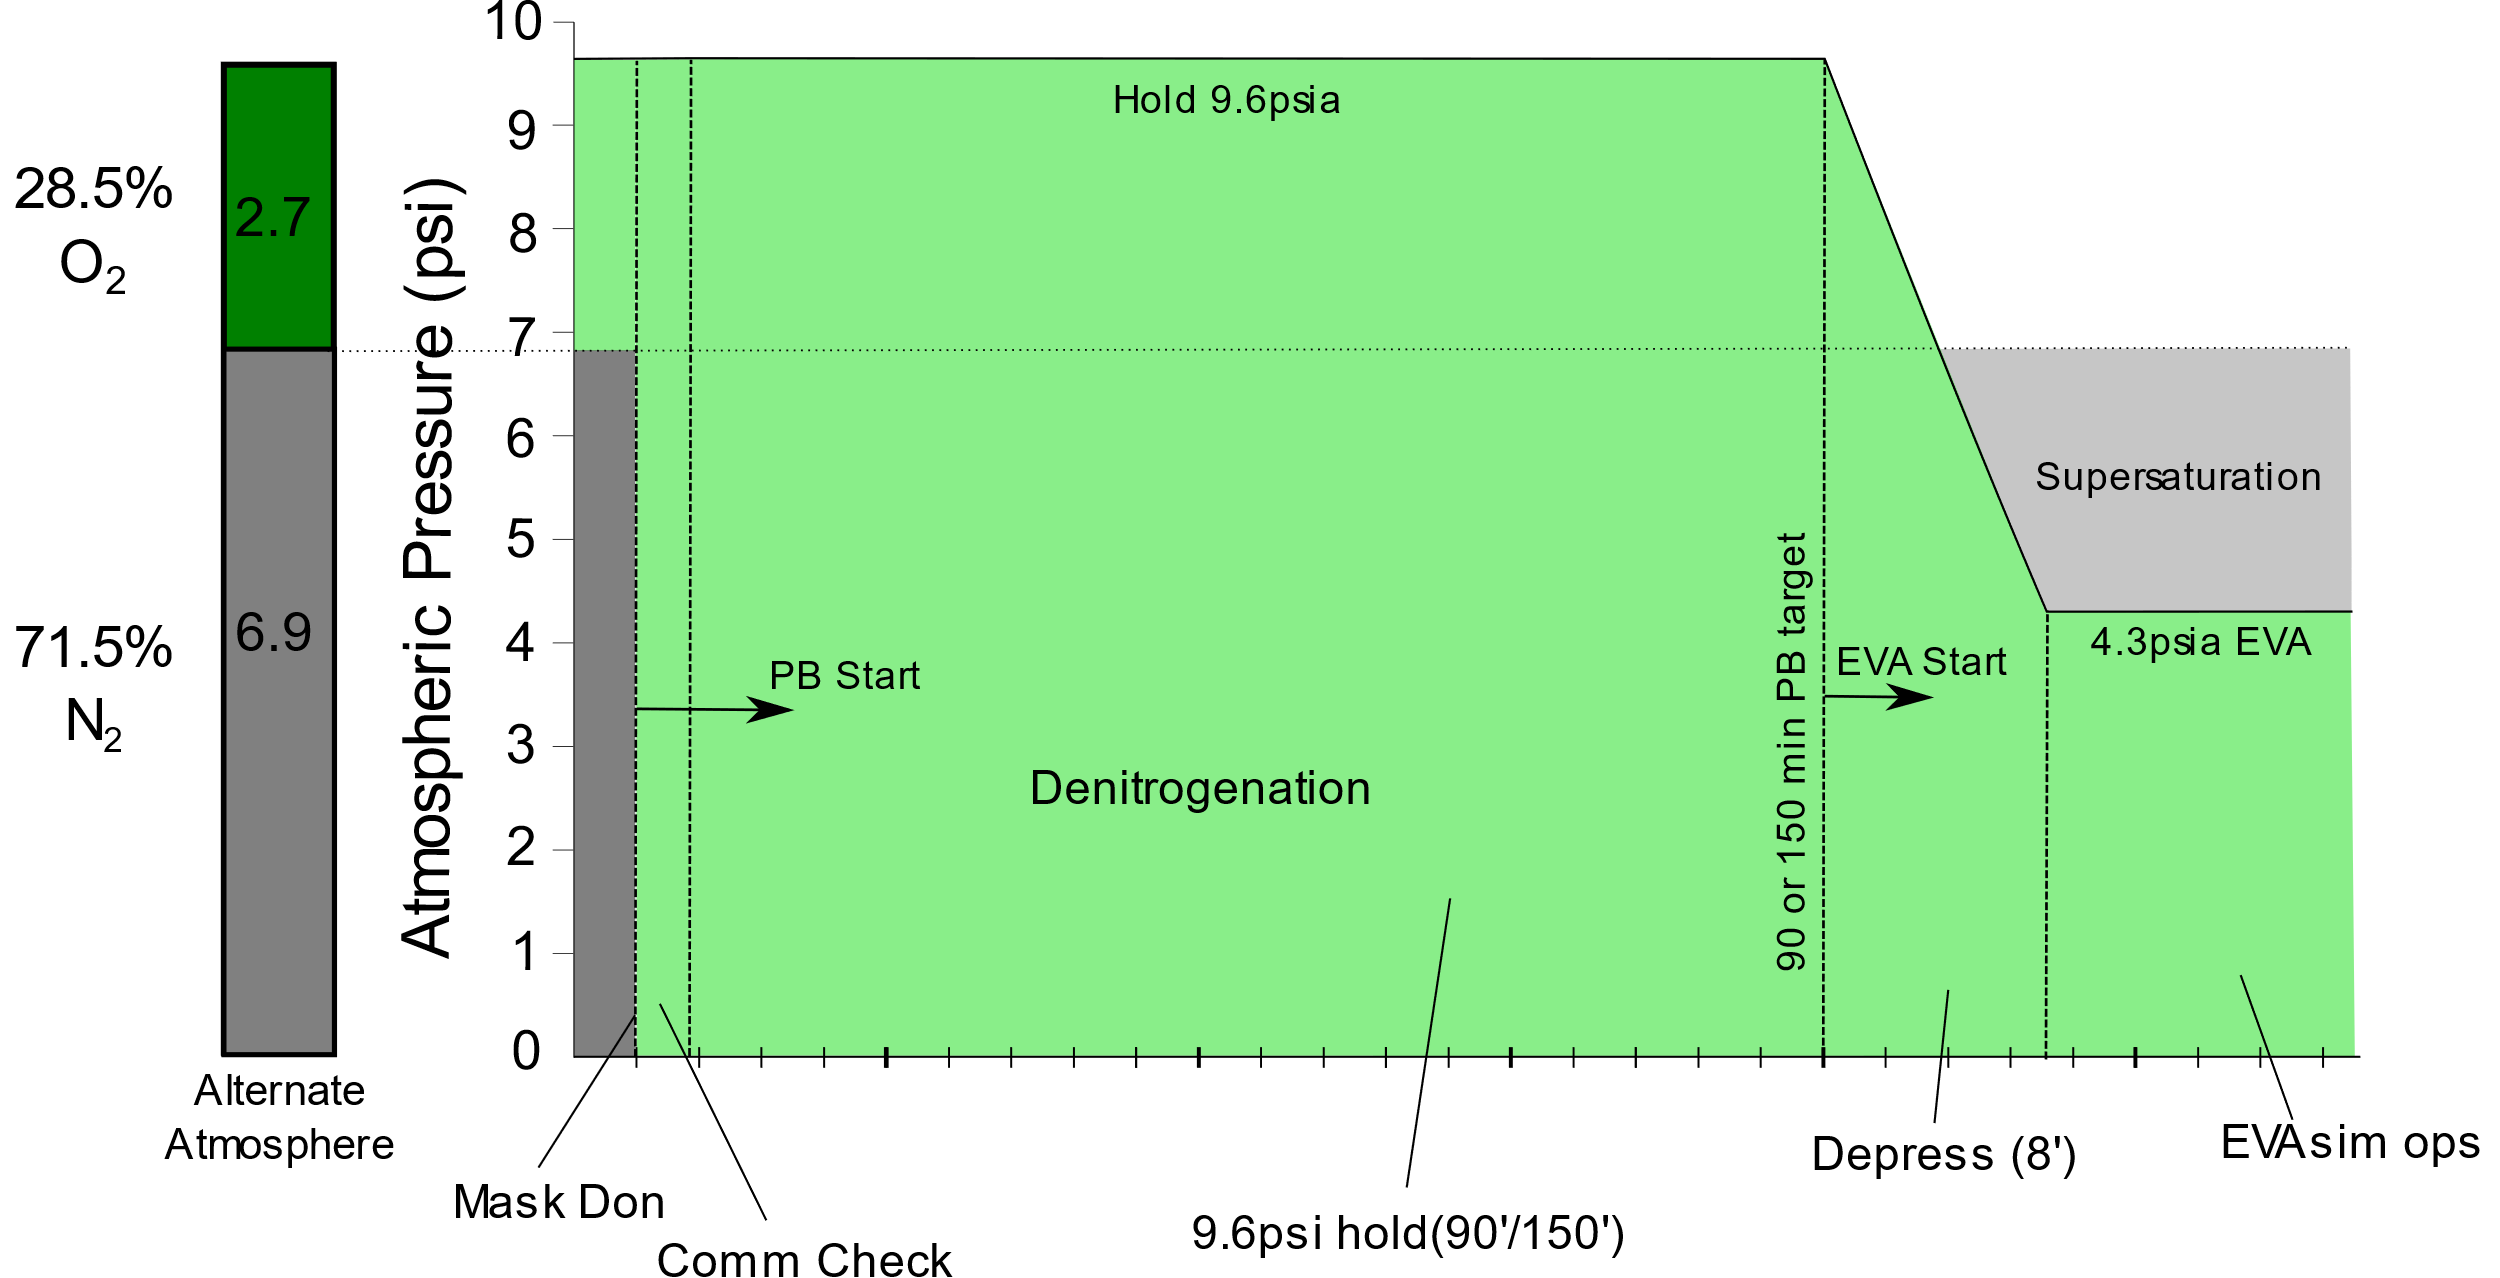 28.5%
O₂
2.7
71.5%
N₂
6.9
Alternate
Atmosphere
Atmospheric Pressure (psi)
10
9
8
7
6
5
4
3
2
1
0
Hold 9.6psia
Supersaturation
4.3psia EVA
PB Start
90 or 150 min PB target
EVA Start
Denitrogenation
Mask Don
Comm Check
9.6psi hold(90'/150')
Depress (8')
EVA sim ops